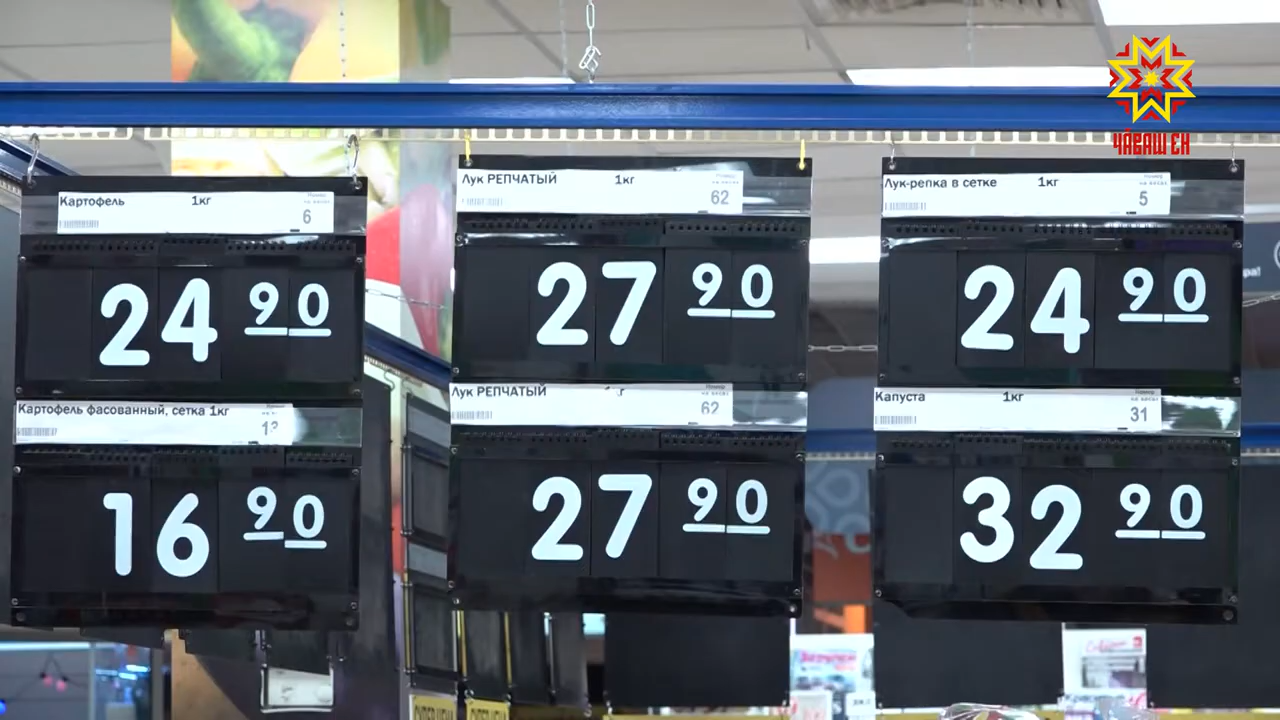 ЧӐВАШ ЕН
Картофель 1кг
6
24 90
Лук РЕПЧАТЫЙ 1кг
62
27 90
Лук-репка в сетке 1кг
5
24 90
Картофель фасованный, сетка 1кг
16 90
Лук РЕПЧАТЫЙ
62
27 90
Капуста 1кг
31
32 90